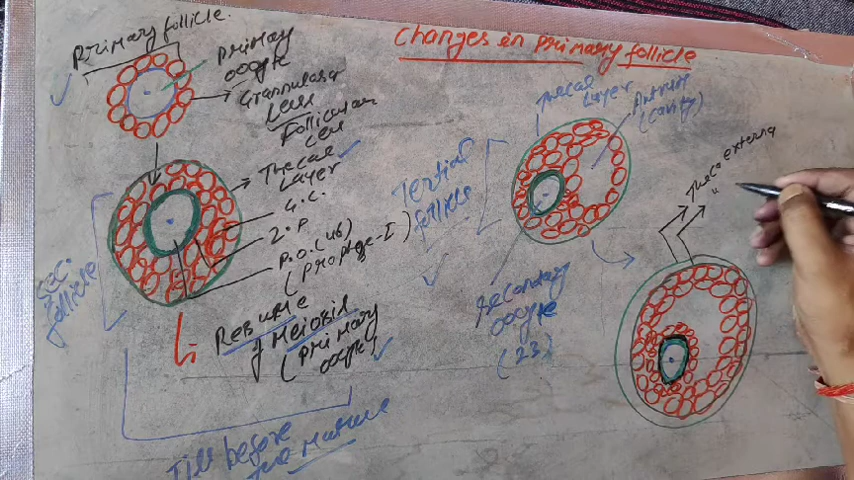 Changes in primary follicle
Primary follicle.
Primary
oocyte
Granulosa
Cell
Follicular
cell
Thecal
Layer
G.C.
Z.P
P.O. (46)
(Prophase-I)
Sec.
follicle
Resume
of Meiosis
(Primary
oocyte)
Till before
the mature
Tertiary
follicle
Thecal
Layer
Antrum
(cavity)
Secondary
oocyte
(23)
Theca externa
"